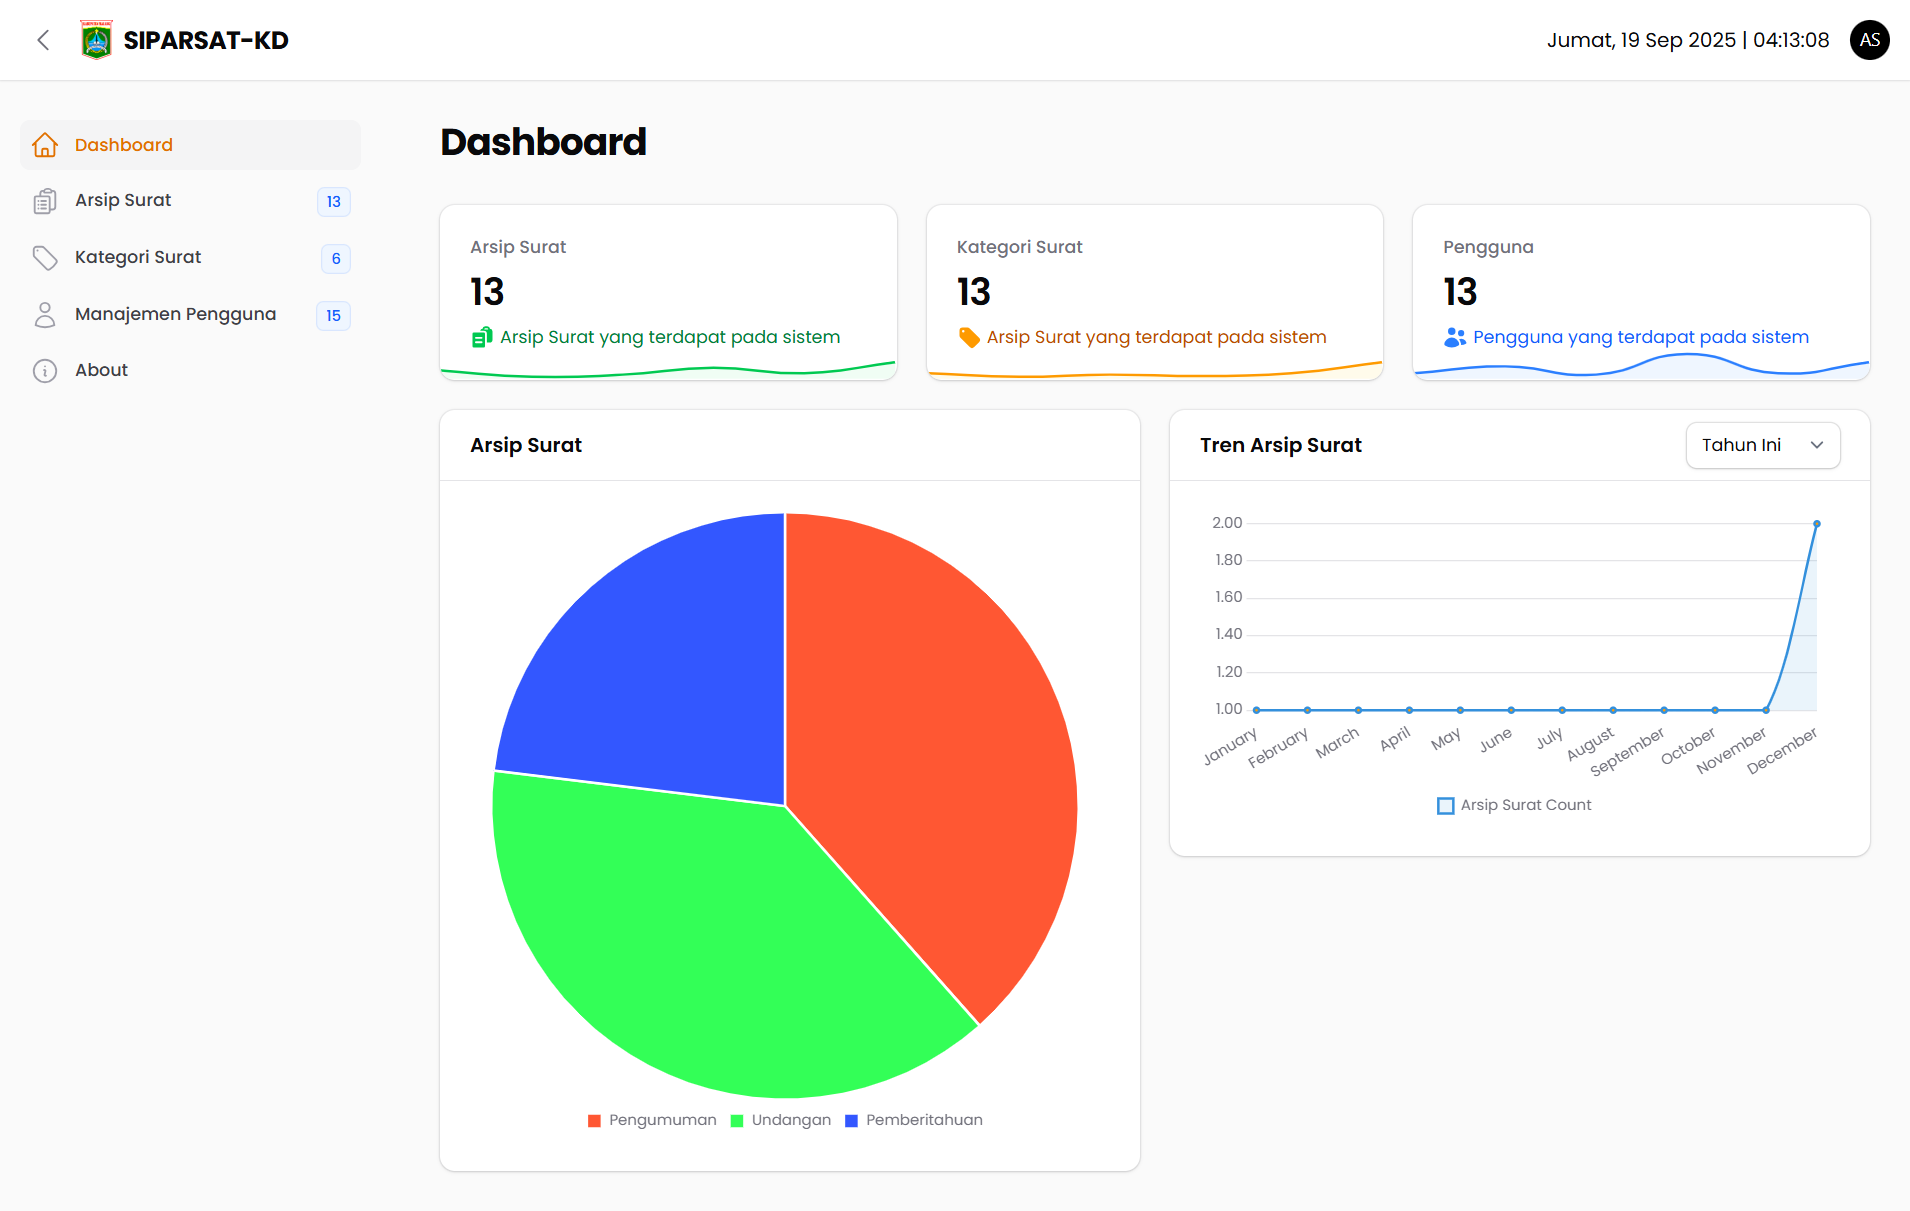 SIPARSAT-KD
Jumat, 19 Sep 2025 | 04:13:08
AS
Dashboard
Arsip Surat
13
Kategori Surat
6
Manajemen Pengguna
15
About
Dashboard
Arsip Surat
13
Arsip Surat yang terdapat pada sistem
Kategori Surat
13
Arsip Surat yang terdapat pada sistem
Pengguna
13
Pengguna yang terdapat pada sistem
Arsip Surat
Pengumuman
Undangan
Pemberitahuan
Tren Arsip Surat
Tahun Ini
2.00
1.80
1.60
1.40
1.20
1.00
January
February
March
April
May
June
July
August
September
October
November
December
Arsip Surat Count